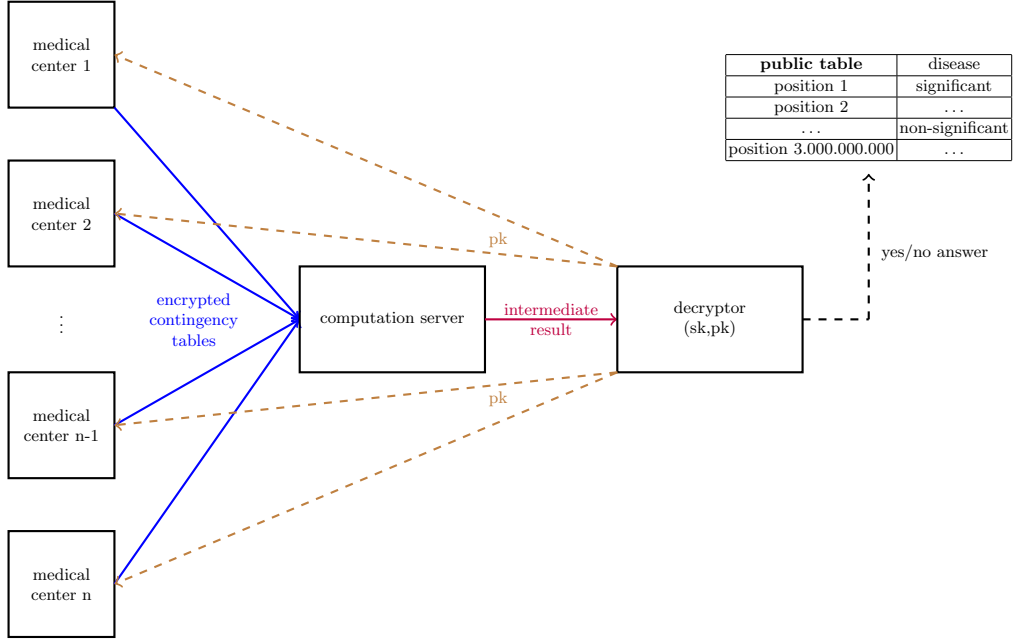 medical
center 1
public table disease
position 1 significant
position 2 ...
... non-significant
position 3.000.000.000 ...
medical
center 2
pk
yes/no answer
encrypted
contingency
tables
⋮
computation server
intermediate
result
decryptor
(sk,pk)
pk
medical
center n-1
medical
center n